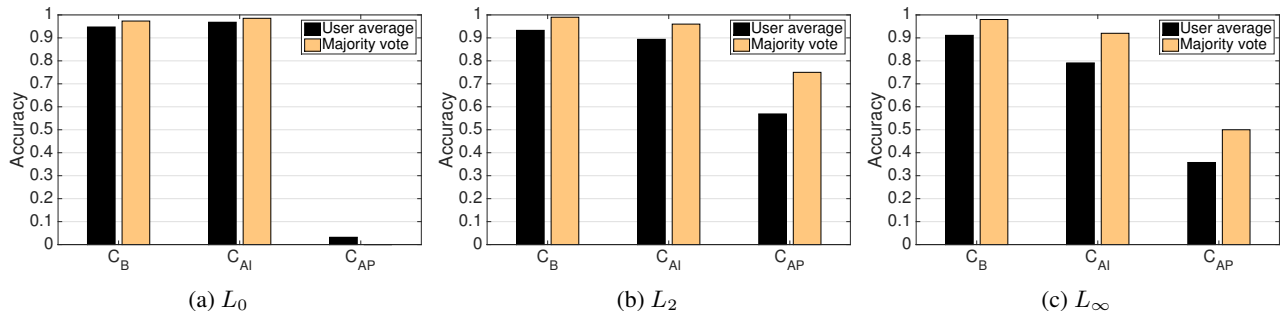 1
0.9
0.8
0.7
0.6
0.5
0.4
0.3
0.2
0.1
0
Accuracy
User average
Majority vote
C_B C_AI C_AP
(a) L_0
1
0.9
0.8
0.7
0.6
0.5
0.4
0.3
0.2
0.1
0
Accuracy
User average
Majority vote
C_B C_AI C_AP
(b) L_2
1
0.9
0.8
0.7
0.6
0.5
0.4
0.3
0.2
0.1
0
Accuracy
User average
Majority vote
C_B C_AI C_AP
(c) L_∞